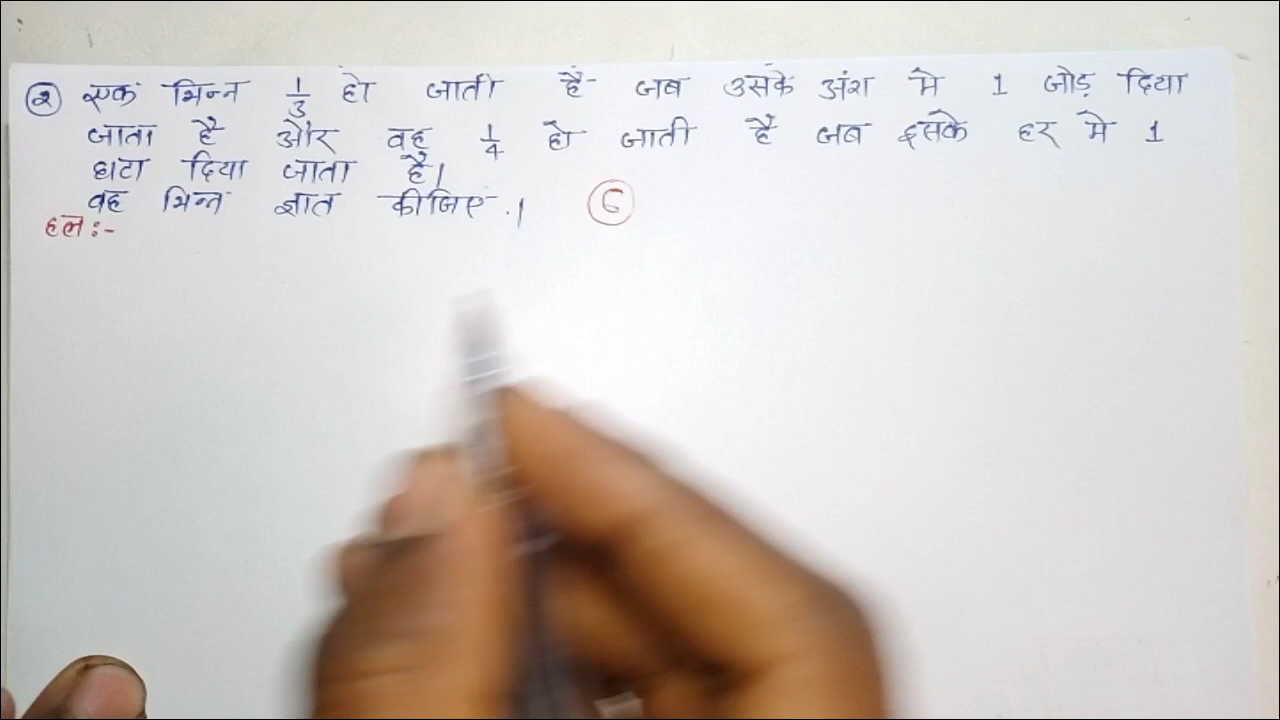 ② एक भिन्न 1/3 हो जाती है जब उसके अंश मे 1 जोड़ दिया
जाता है और वह 1/4 हो जाती है जब इसके हर मे 1
घटा दिया जाता है।
वह भिन्न ज्ञात कीजिए.। 6
हल:-